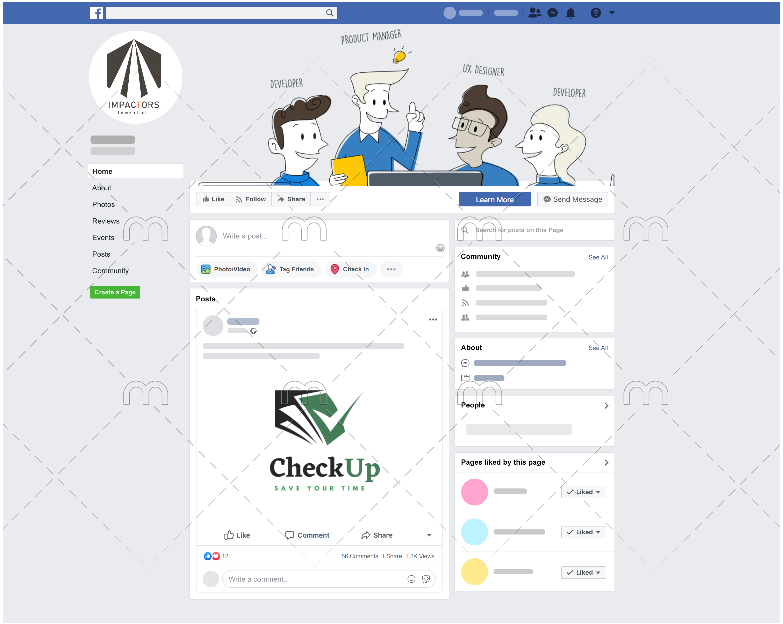 f
PRODUCT MANAGER
DEVELOPER
UX DESIGNER
DEVELOPER
IMPACTORS
Home
About
Photos
Reviews
Events
Posts
Community
Create a Page
Like
Follow
Share
Learn More
Send Message
Write a post...
Photo/Video
Tag Friends
Check in
Posts
CheckUp
SAVE YOUR TIME
Like
Comment
Share
12
56 Comments 1 Share 1.2K Views
Write a comment..
Search for posts on this Page
Community
See All
About
See All
People
Pages liked by this page
Liked
Liked
Liked
m
m
m
m
m
m
m
m